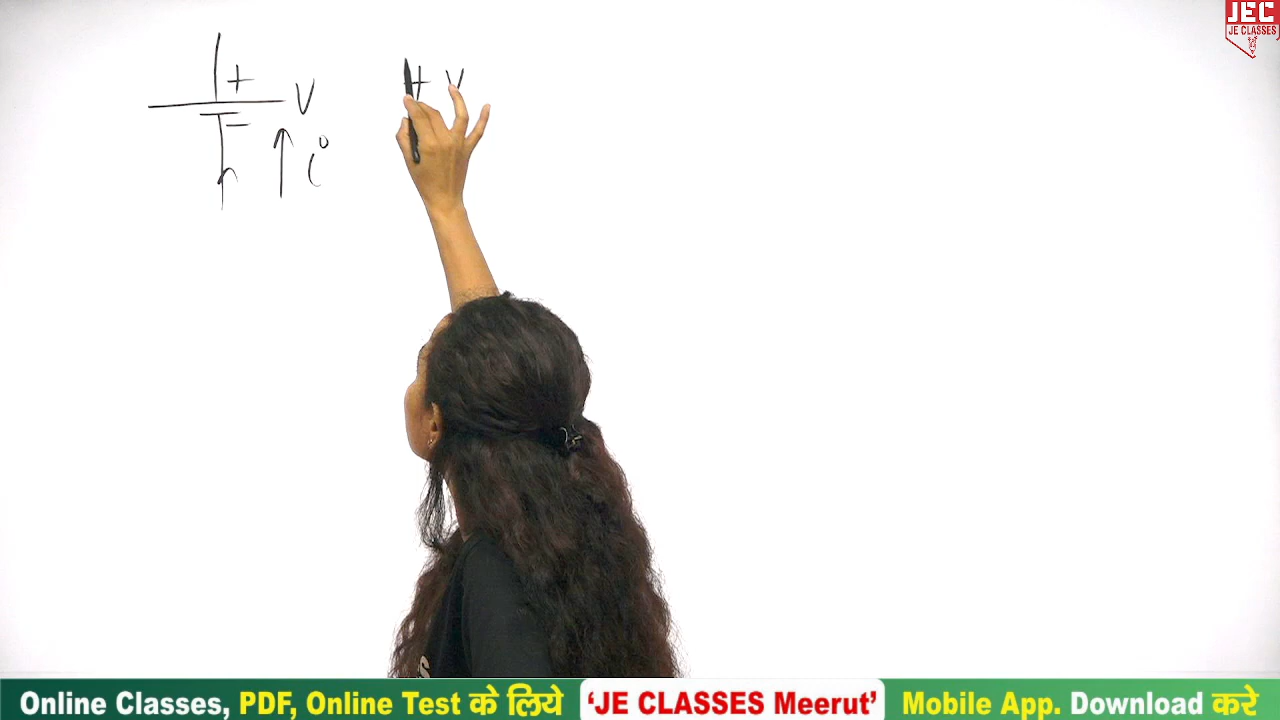 JEC
JE CLASSES
+ V + V
-
i
Online Classes, PDF, Online Test के लिये 'JE CLASSES Meerut' Mobile App. Download करे